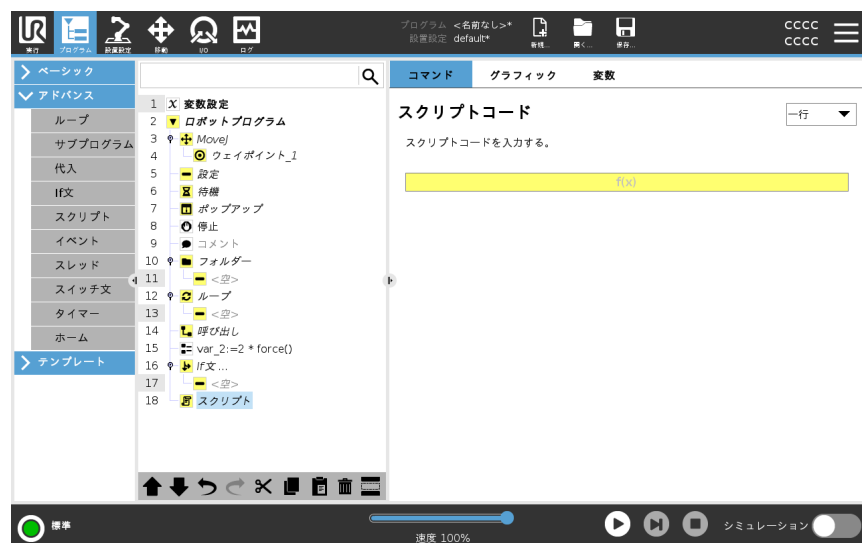 UR
実行
プログラム
設置設定
移動
I/O
ログ
プログラム <名前なし>*
設置設定 default*
新規...
開く...
保存...
CCCC
CCCC
ベーシック
アドバンス
ループ
サブプログラム
代入
If文
スクリプト
イベント
スレッド
スイッチ文
タイマー
ホーム
テンプレート
1 X 変数設定
2 ロボットプログラム
3 MoveJ
4 ウェイポイント_1
5 設定
6 待機
7 ポップアップ
8 停止
9 コメント
10 フォルダー
11 <空>
12 ループ
13 <空>
14 呼び出し
15 var_2:=2 * force()
16 If文...
17 <空>
18 スクリプト
コマンド グラフィック 変数
スクリプトコード
一行
スクリプトコードを入力する。
f(x)
標準
速度 100%
シミュレーション